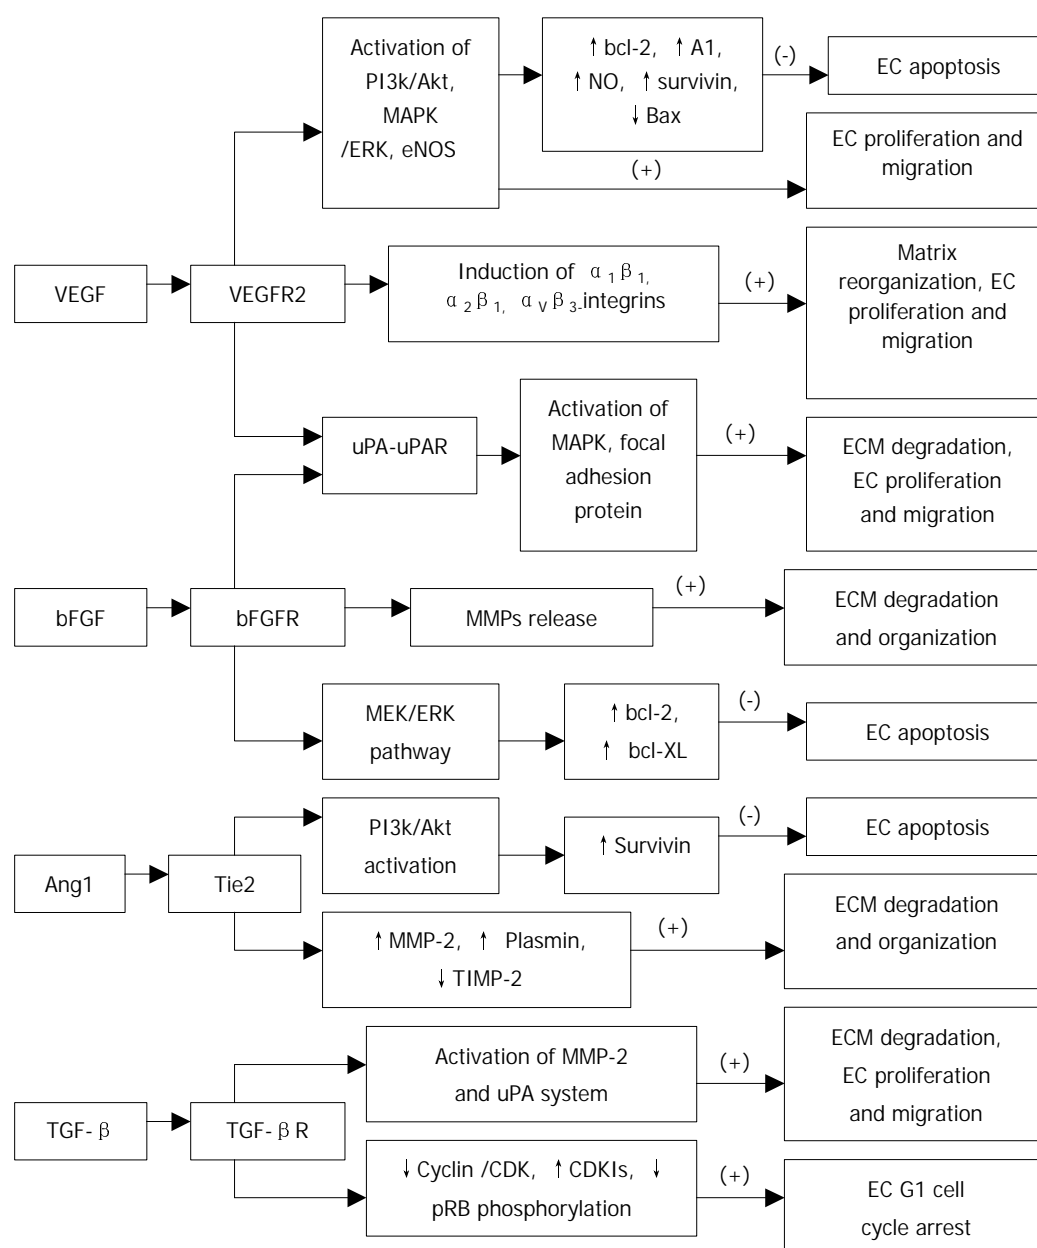 Activation of
PI3k/Akt,
MAPK
/ERK, eNOS
↑bcl-2, ↑A1,
↑NO, ↑survivin,
↓Bax
(-)
EC apoptosis
(+)
EC proliferation and
migration
VEGF
VEGFR2
Induction of α1β1,
α2β1, αVβ3-integrins
(+)
Matrix
reorganization, EC
proliferation and
migration
uPA-uPAR
Activation of
MAPK, focal
adhesion
protein
(+)
ECM degradation,
EC proliferation
and migration
bFGF
bFGFR
MMPs release
(+)
ECM degradation
and organization
MEK/ERK
pathway
↑bcl-2,
↑ bcl-XL
(-)
EC apoptosis
Ang1
Tie2
PI3k/Akt
activation
↑Survivin
(-)
EC apoptosis
↑MMP-2, ↑ Plasmin,
↓TIMP-2
(+)
ECM degradation
and organization
TGF-β
TGF-βR
Activation of MMP-2
and uPA system
(+)
ECM degradation,
EC proliferation
and migration
↓Cyclin /CDK, ↑CDKIs, ↓
pRB phosphorylation
(+)
EC G1 cell
cycle arrest